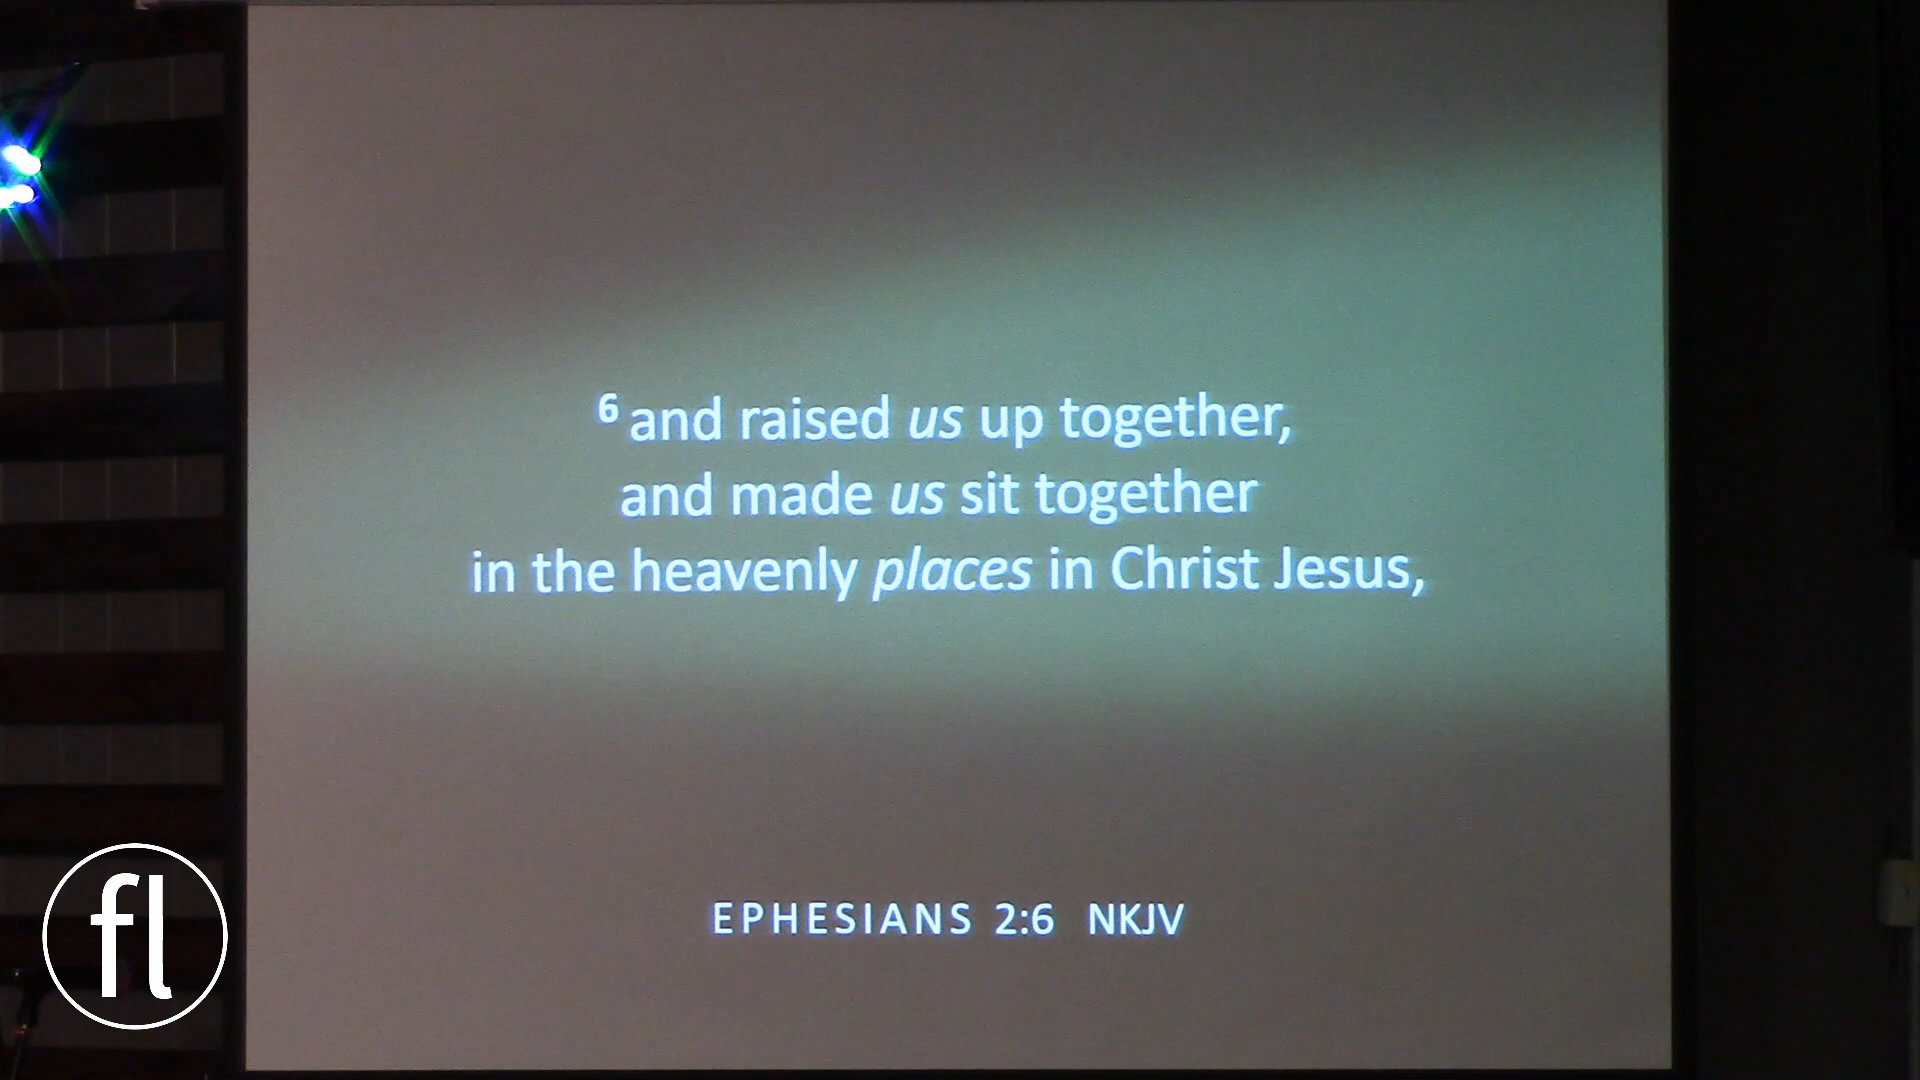 6 and raised us up together,
and made us sit together
in the heavenly places in Christ Jesus,
EPHESIANS 2:6 NKJV
fl